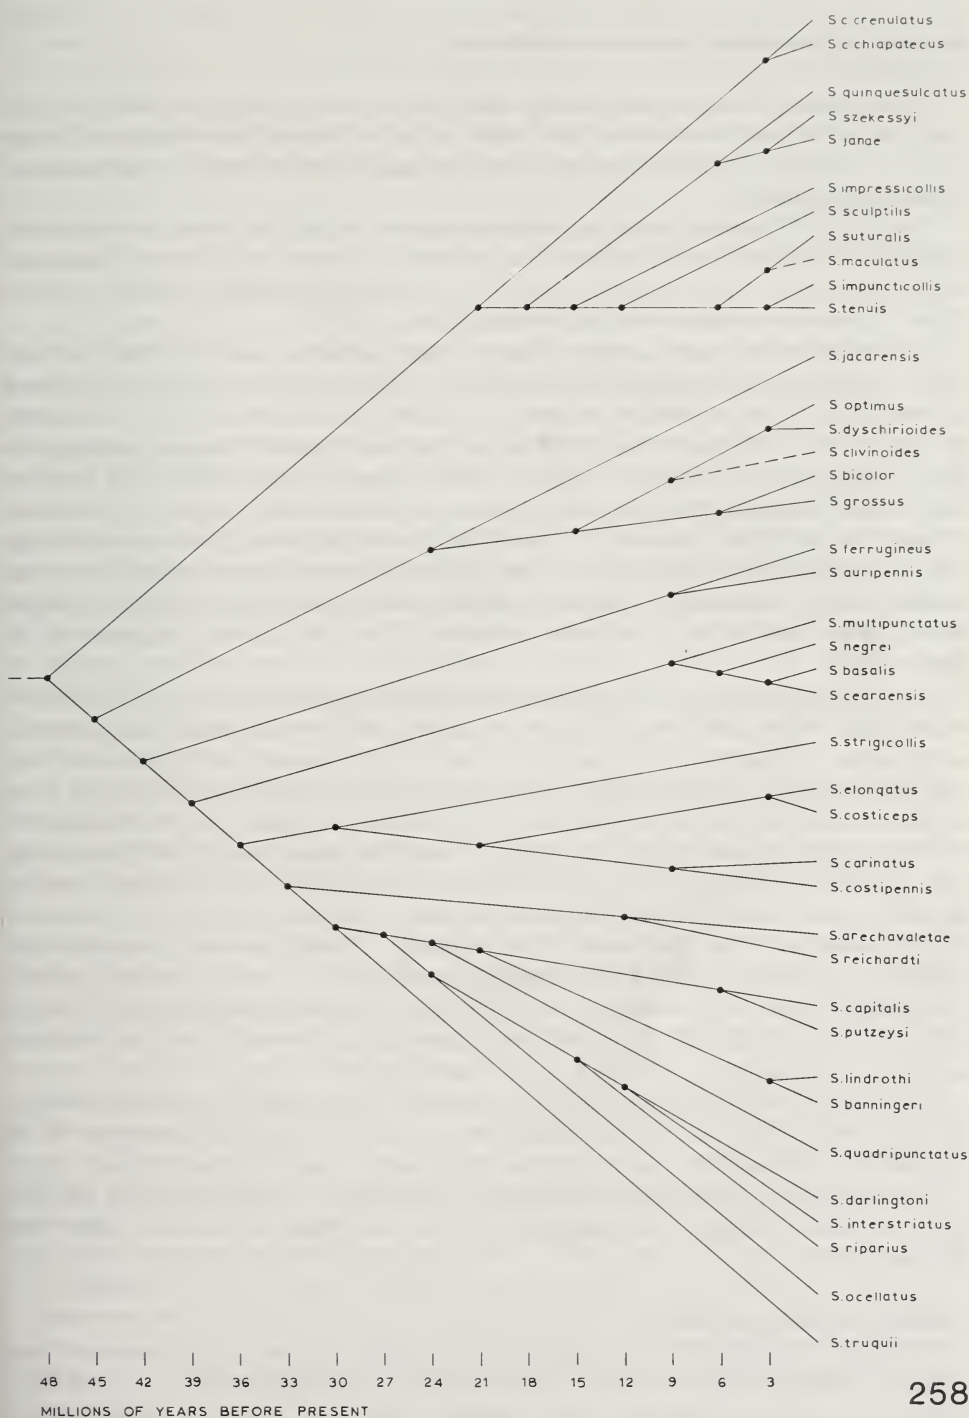 S c crenulatus
S c chiapatecus
S quinquesulcatus
S szekessyi
S janae
S impressicollis
S sculptilis
S suturalis
S.maculatus
S impuncticollis
S.tenuis
S.jacarensis
S optimus
S.dyschirioides
S clivinoides
S bicolor
S grossus
S ferrugineus
S auripennis
S.multipunctatus
S negrei
S basalis
S cearaensis
S.strigicollis
S.elongatus
S.costiceps
S carinatus
S.costipennis
S.arechavaletae
S reichardti
S.capitalis
S.putzeysi
S.lindrothi
S banningeri
S.quadripunctatus
S.darlingtoni
S. interstriatus
S riparius
S.ocellatus
S.truquii
48 45 42 39 36 33 30 27 24 21 18 15 12 9 6 3
MILLIONS OF YEARS BEFORE PRESENT
258